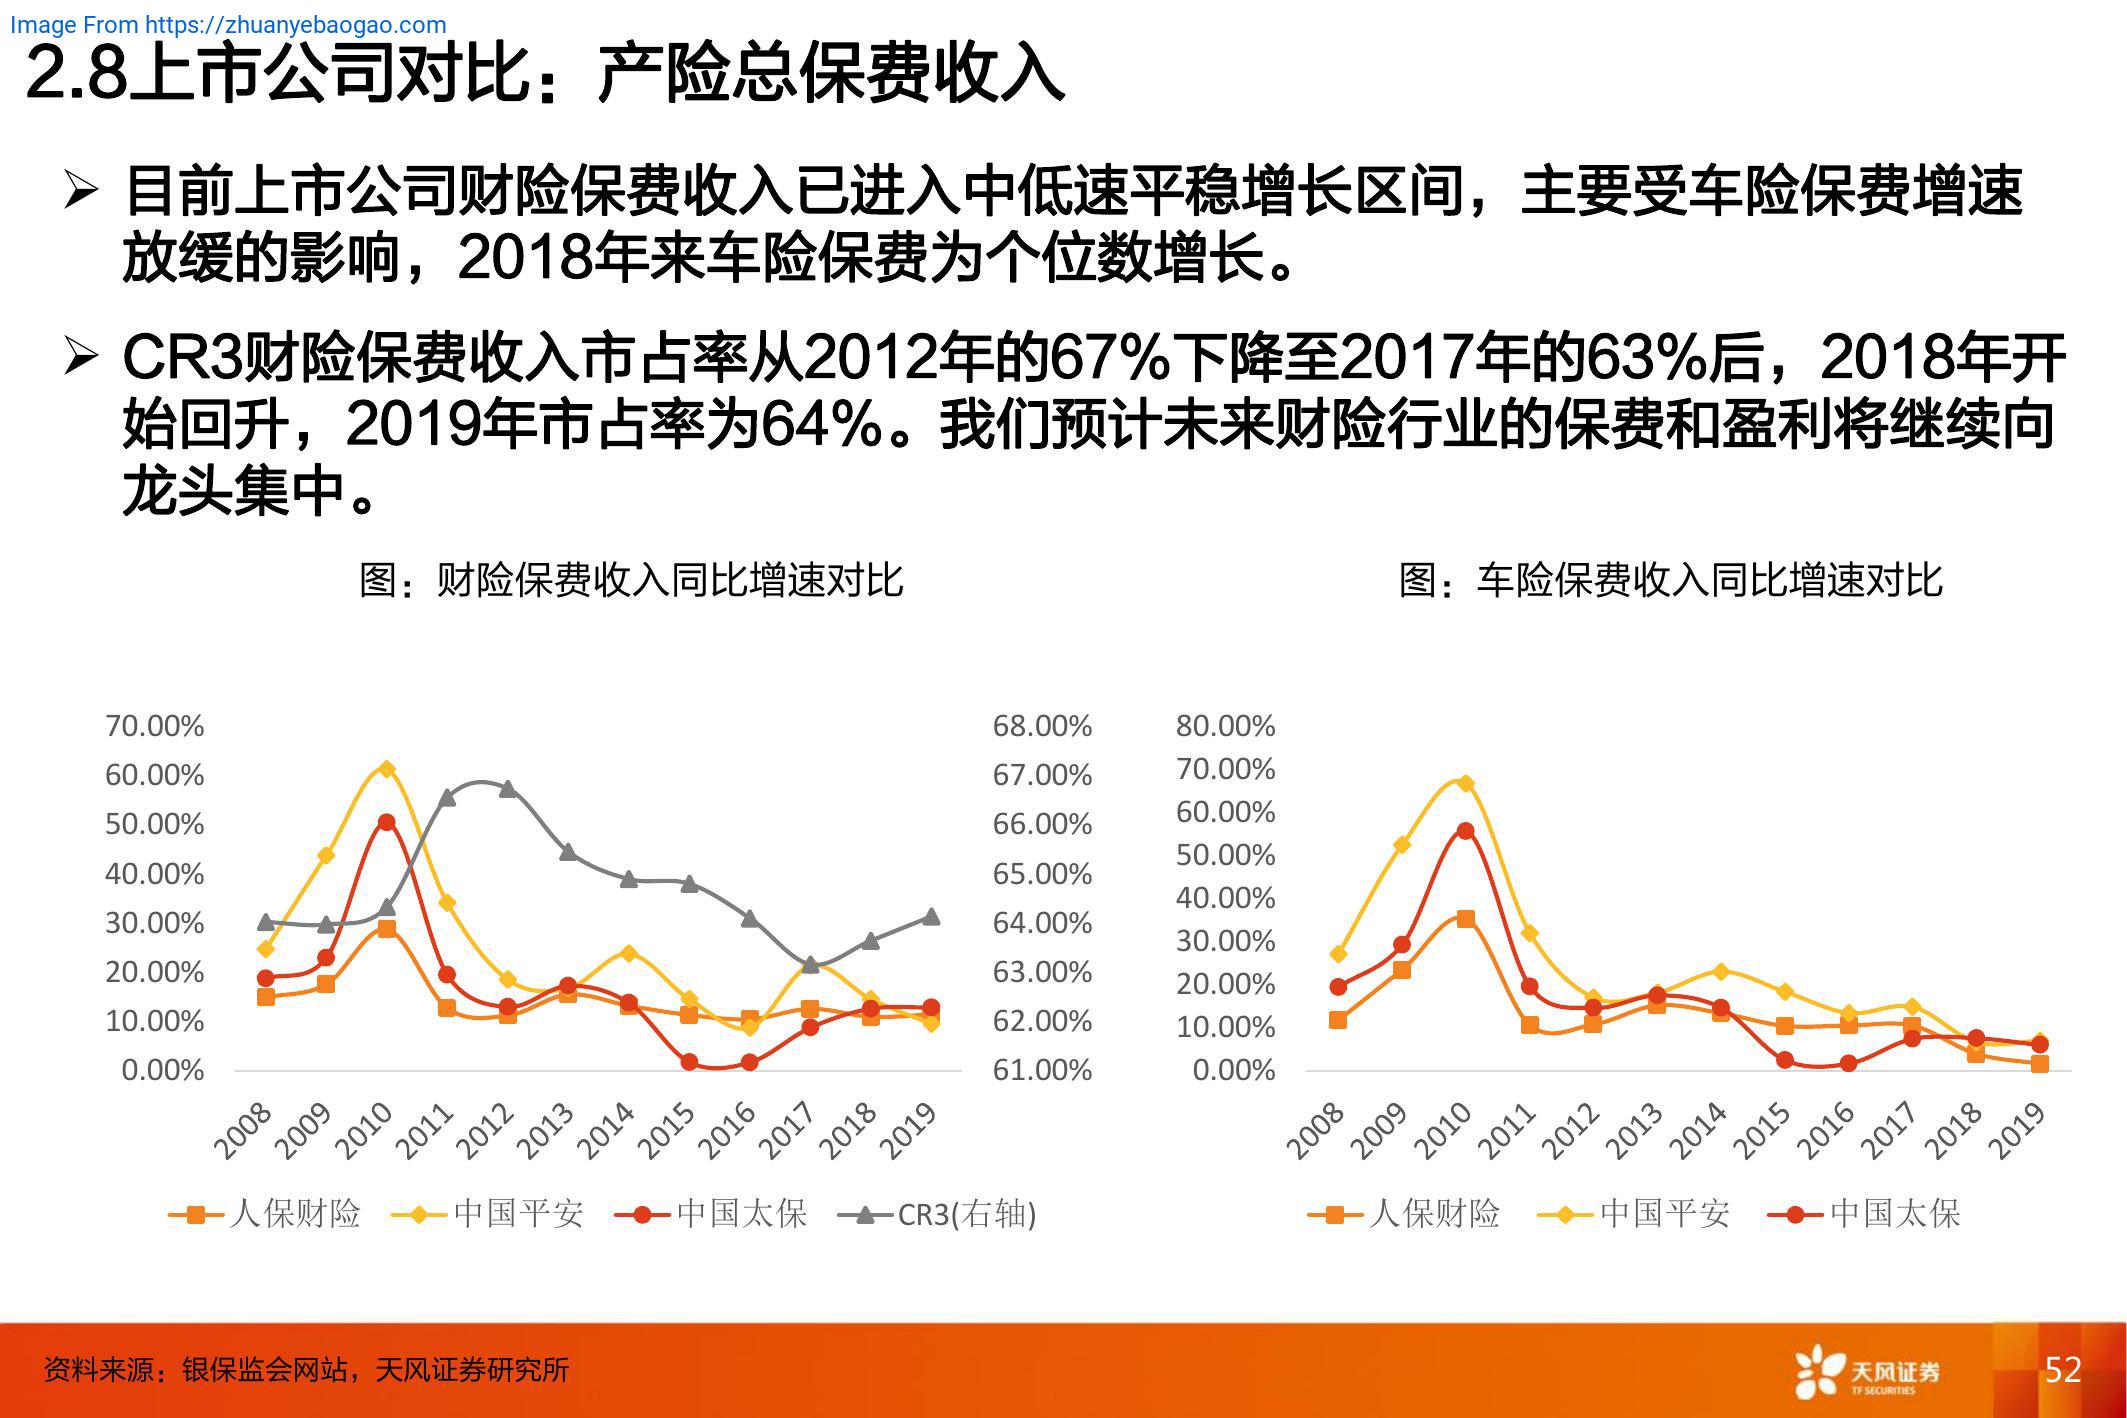 Image From https://zhuanyebaogao.com
2.8上市公司对比：产险总保费收入
➢ 目前上市公司财险保费收入已进入中低速平稳增长区间，主要受车险保费增速
放缓的影响，2018年来车险保费为个位数增长。
➢ CR3财险保费收入市占率从2012年的67%下降至2017年的63%后，2018年开
始回升，2019年市占率为64%。我们预计未来财险行业的保费和盈利将继续向
龙头集中。
图：财险保费收入同比增速对比
70.00%
60.00%
50.00%
40.00%
30.00%
20.00%
10.00%
0.00%
68.00%
67.00%
66.00%
65.00%
64.00%
63.00%
62.00%
61.00%
2008 2009 2010 2011 2012 2013 2014 2015 2016 2017 2018 2019
人保财险 中国平安 中国太保 CR3(右轴)
图：车险保费收入同比增速对比
80.00%
70.00%
60.00%
50.00%
40.00%
30.00%
20.00%
10.00%
0.00%
2008 2009 2010 2011 2012 2013 2014 2015 2016 2017 2018 2019
人保财险 中国平安 中国太保
资料来源：银保监会网站，天风证券研究所
天风证券
TF SECURITIES
52